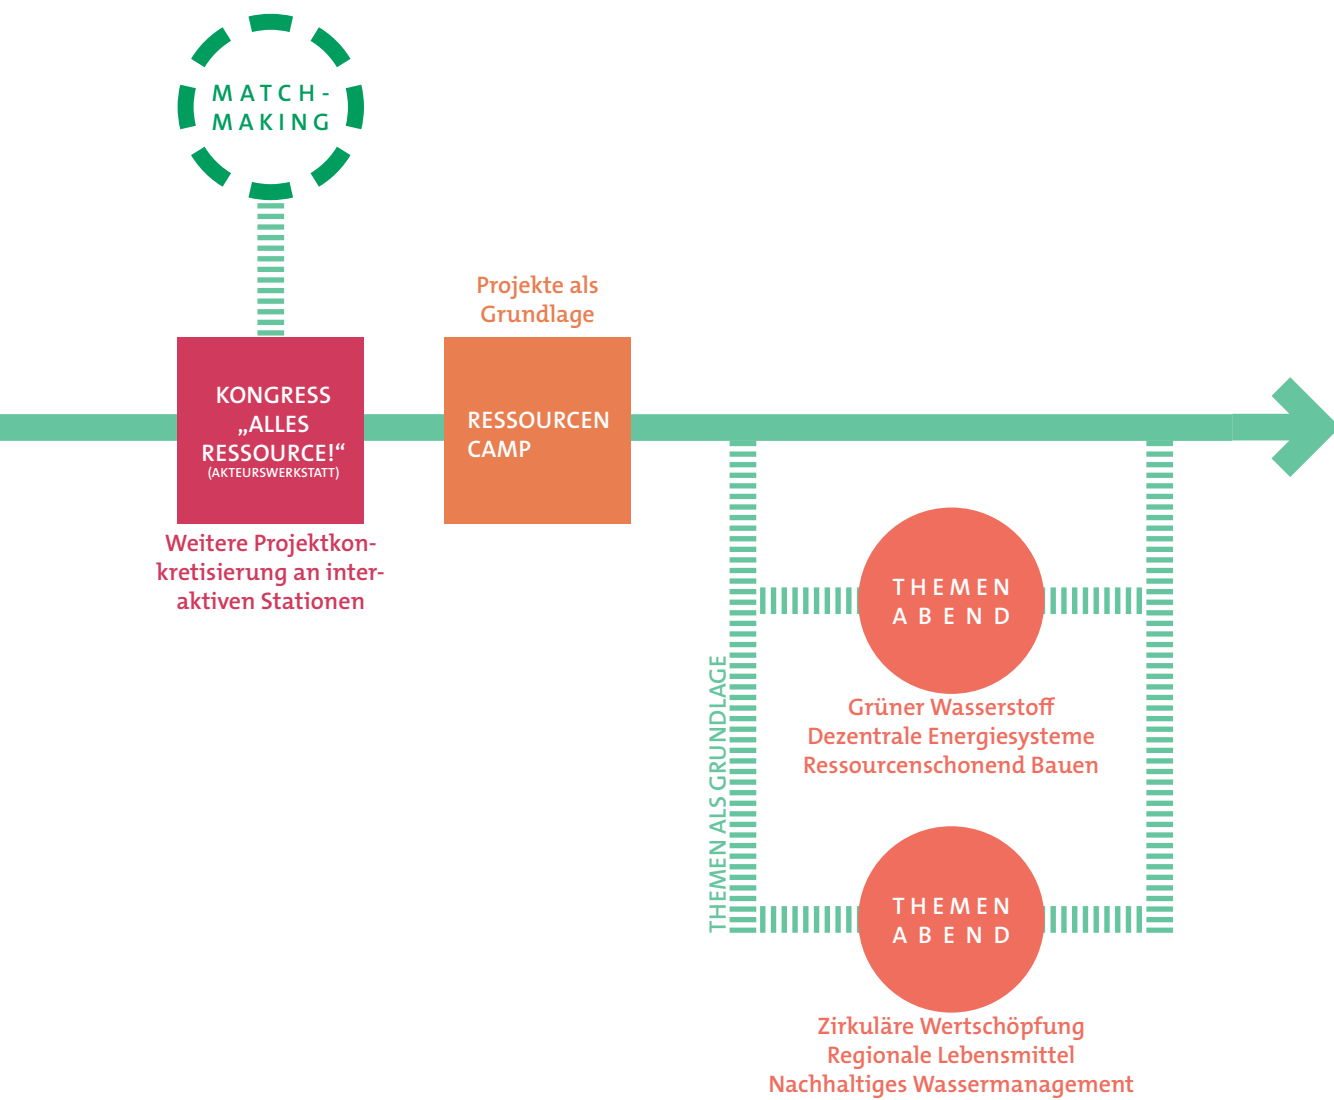 MATCH-
MAKING
Projekte als
Grundlage
KONGRESS
„ALLES
RESSOURCE!“
(AKTEURSWERKSTATT)
RESSOURCEN
CAMP
Weitere Projektkon-
kretisierung an inter-
aktiven Stationen
THEMEN ALS GRUNDLAGE
THEMEN
ABEND
Grüner Wasserstoff
Dezentrale Energiesysteme
Ressourcenschonend Bauen
THEMEN
ABEND
Zirkuläre Wertschöpfung
Regionale Lebensmittel
Nachhaltiges Wassermanagement